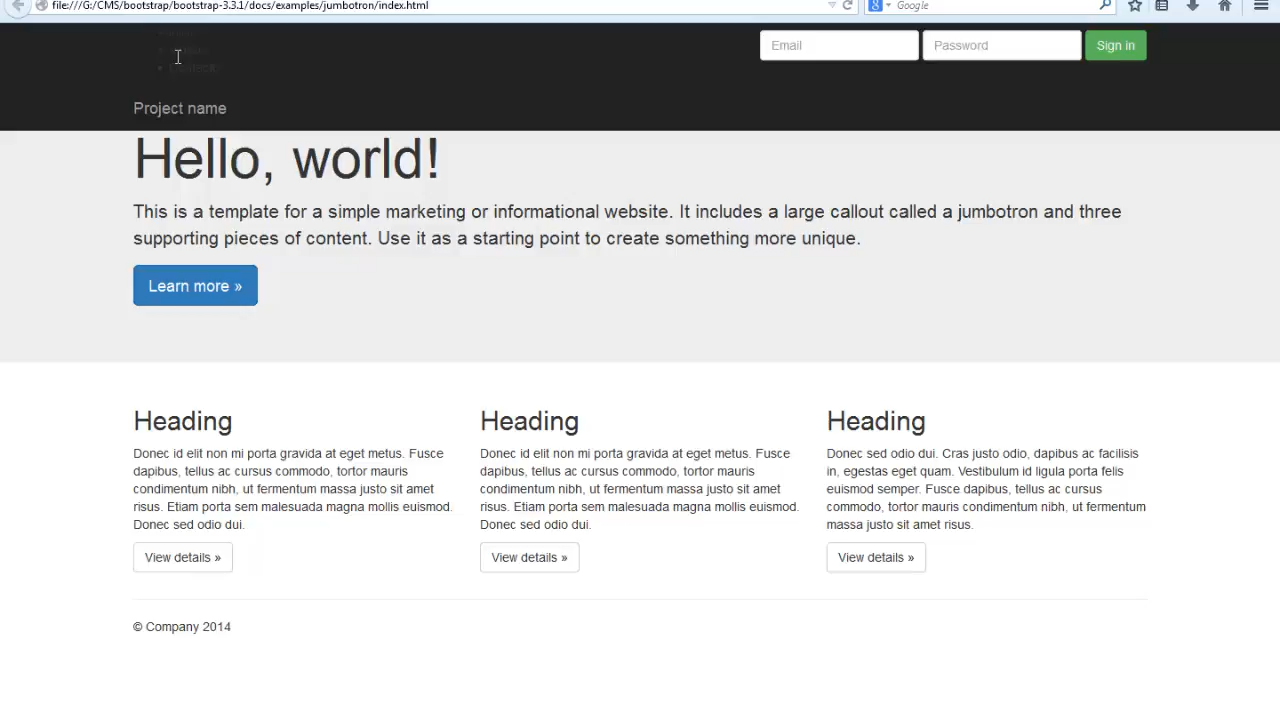 file:///G:/CMS/bootstrap/bootstrap-3.3.1/docs/examples/jumbotron/index.html
Google
Email
Password
Sign in
Project name
Hello, world!
This is a template for a simple marketing or informational website. It includes a large callout called a jumbotron and three
supporting pieces of content. Use it as a starting point to create something more unique.
Learn more »
Heading
Donec id elit non mi porta gravida at eget metus. Fusce
dapibus, tellus ac cursus commodo, tortor mauris
condimentum nibh, ut fermentum massa justo sit amet
risus. Etiam porta sem malesuada magna mollis euismod.
Donec sed odio dui.
View details »
Heading
Donec id elit non mi porta gravida at eget metus. Fusce
dapibus, tellus ac cursus commodo, tortor mauris
condimentum nibh, ut fermentum massa justo sit amet
risus. Etiam porta sem malesuada magna mollis euismod.
Donec sed odio dui.
View details »
Heading
Donec sed odio dui. Cras justo odio, dapibus ac facilisis
in, egestas eget quam. Vestibulum id ligula porta felis
euismod semper. Fusce dapibus, tellus ac cursus
commodo, tortor mauris condimentum nibh, ut fermentum
massa justo sit amet risus.
View details »
© Company 2014